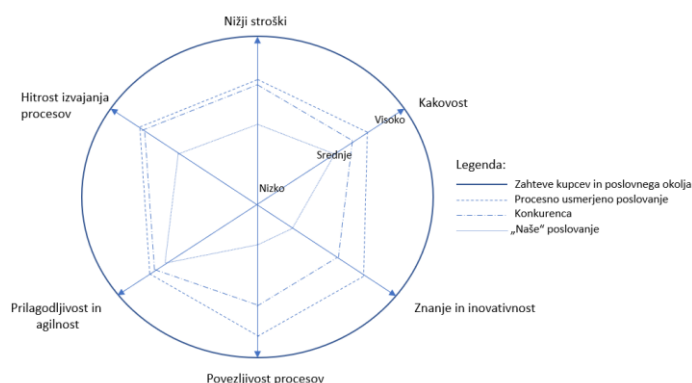 Nižji stroški
Hitrost izvajanja
procesov
Kakovost
Visoko
Srednje
Nizko
Legenda:
Zahteve kupcev in poslovnega okolja
Procesno usmerjeno poslovanje
Konkurenca
„Naše“ poslovanje
Prilagodljivost in
agilnost
Znanje in inovativnost
Povezljivost procesov